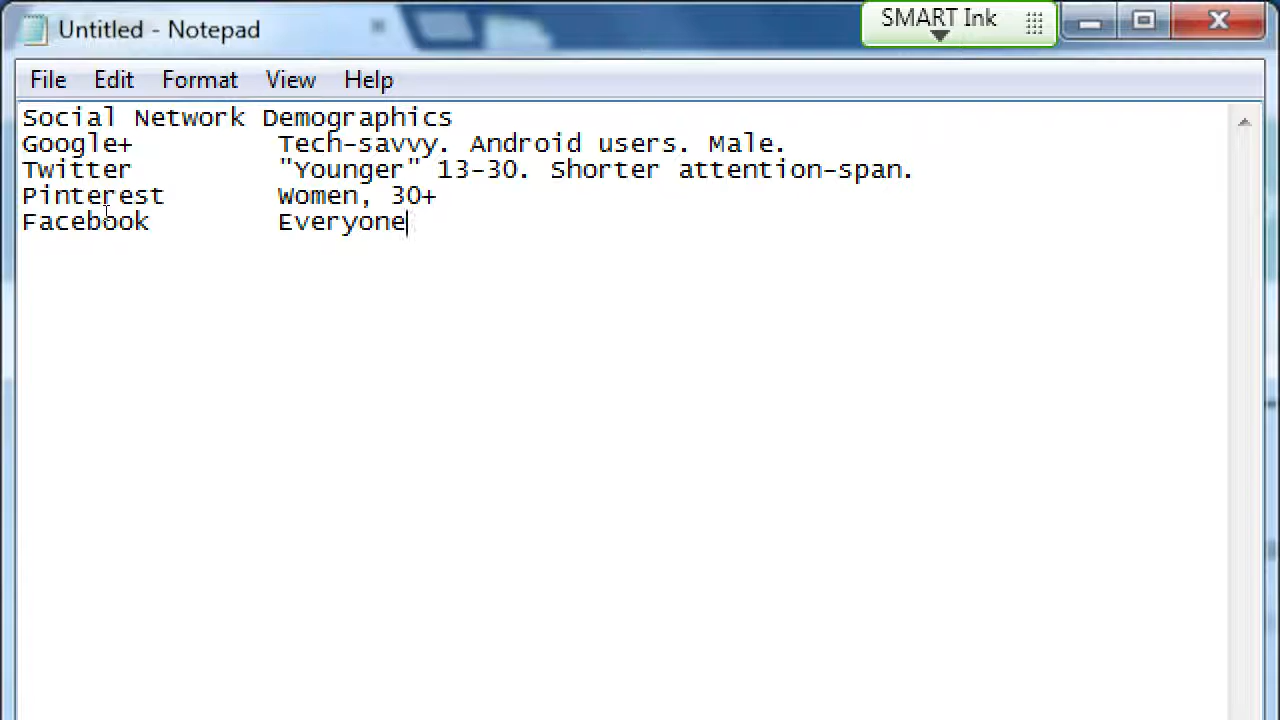 Untitled - Notepad
SMART Ink
File Edit Format View Help
Social Network Demographics
Google+ Tech-savvy. Android users. Male.
Twitter "Younger" 13-30. Shorter attention-span.
Pinterest Women, 30+
Facebook Everyone